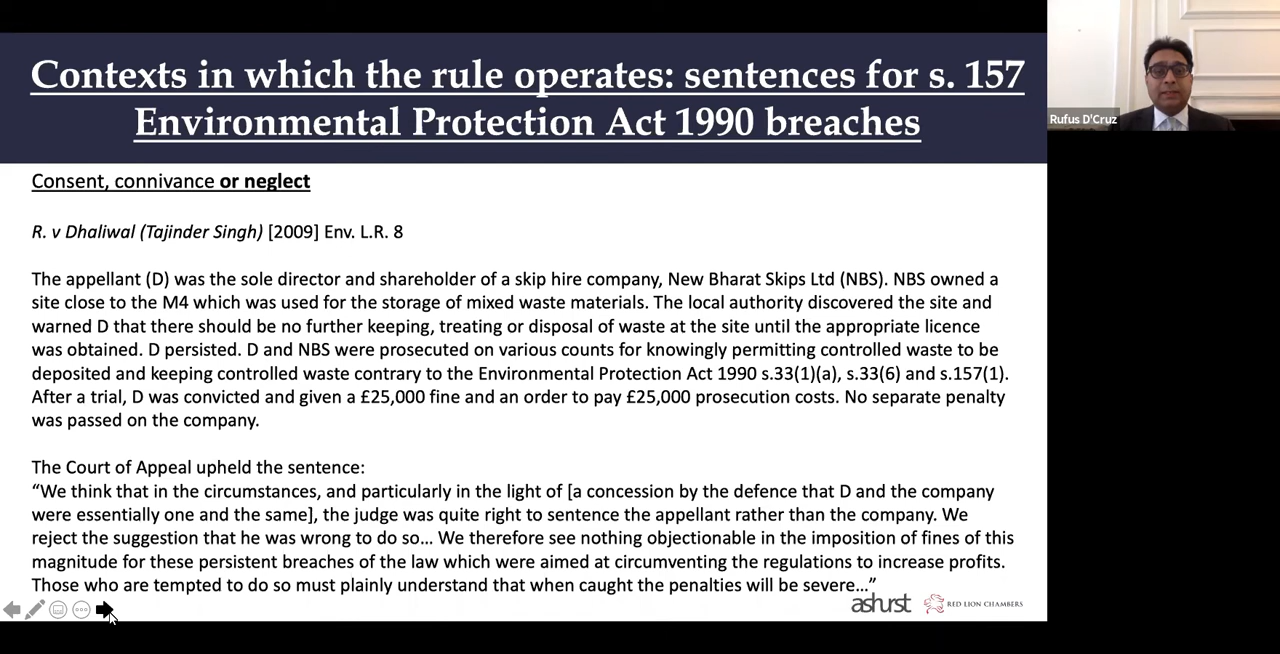 Contexts in which the rule operates: sentences for s. 157
Environmental Protection Act 1990 breaches
Rufus D'Cruz
Consent, connivance or neglect
R. v Dhaliwal (Tajinder Singh) [2009] Env. L.R. 8
The appellant (D) was the sole director and shareholder of a skip hire company, New Bharat Skips Ltd (NBS). NBS owned a
site close to the M4 which was used for the storage of mixed waste materials. The local authority discovered the site and
warned D that there should be no further keeping, treating or disposal of waste at the site until the appropriate licence
was obtained. D persisted. D and NBS were prosecuted on various counts for knowingly permitting controlled waste to be
deposited and keeping controlled waste contrary to the Environmental Protection Act 1990 s.33(1)(a), s.33(6) and s.157(1).
After a trial, D was convicted and given a £25,000 fine and an order to pay £25,000 prosecution costs. No separate penalty
was passed on the company.
The Court of Appeal upheld the sentence:
“We think that in the circumstances, and particularly in the light of [a concession by the defence that D and the company
were essentially one and the same], the judge was quite right to sentence the appellant rather than the company. We
reject the suggestion that he was wrong to do so… We therefore see nothing objectionable in the imposition of fines of this
magnitude for these persistent breaches of the law which were aimed at circumventing the regulations to increase profits.
Those who are tempted to do so must plainly understand that when caught the penalties will be severe…”
ashurst
RED LION CHAMBERS